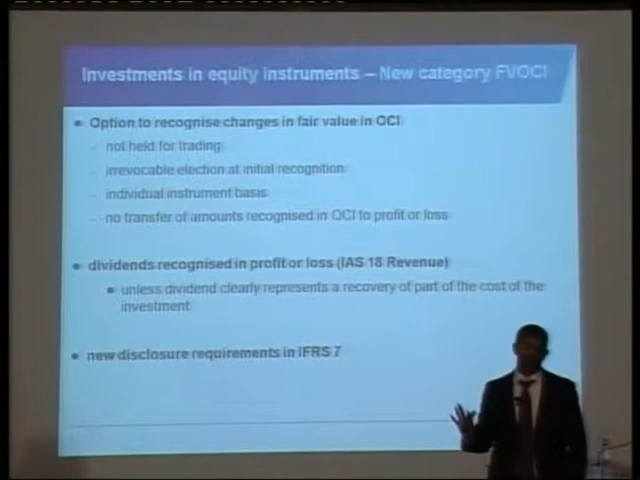 Investments in equity instruments – New category FVOCI
Option to recognise changes in fair value in OCI
not held for trading
irrevocable election at initial recognition
individual instrument basis
no transfer of amounts recognised in OCI to profit or loss
dividends recognised in profit or loss (IAS 18 Revenue)
unless dividend clearly represents a recovery of part of the cost of the
investment
new disclosure requirements in IFRS 7